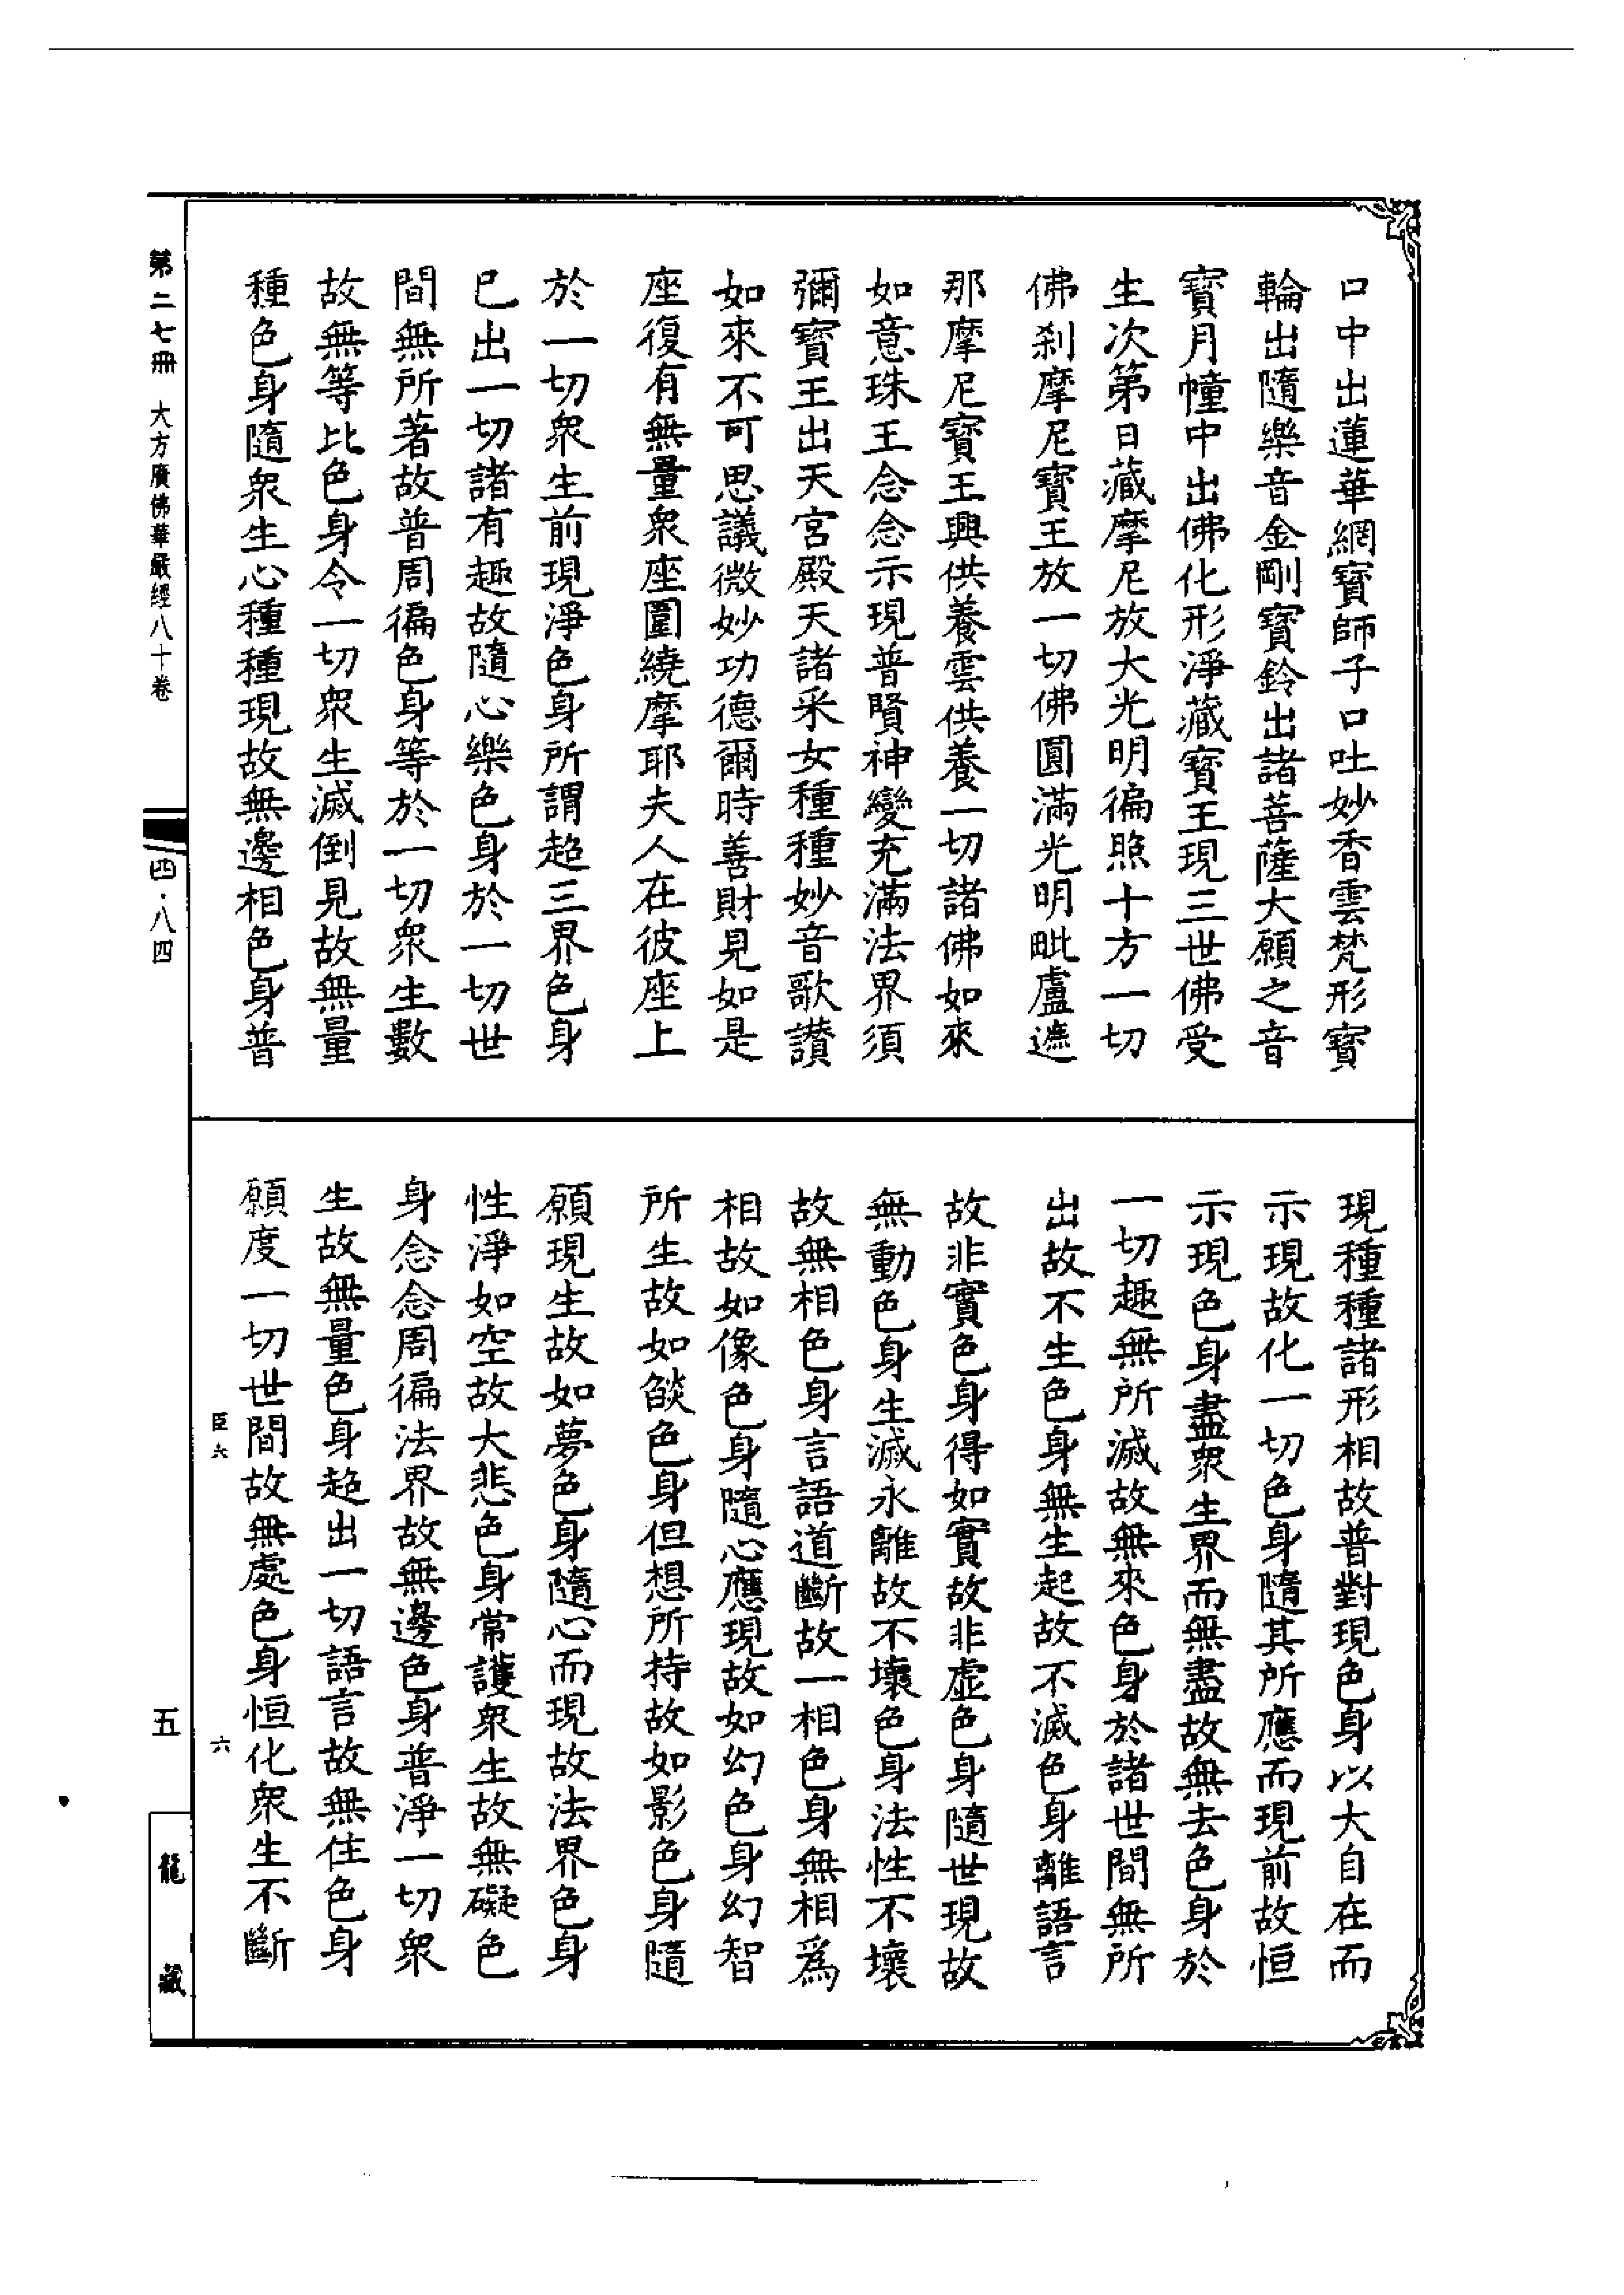 口中出蓮華網寶師子口吐妙香雲梵形寶
輪出隨樂音金剛寶鈴出諸菩薩大願之音
寶月幢中出佛化形淨藏寶王現三世佛受
生次第日藏摩尼放大光明徧照十方一切
佛刹摩尼寶王放一切佛圓滿光明毗盧遮
那摩尼寶王興供養雲供養一切諸佛如來
如意珠王念念示現普賢神變充滿法界須
彌寶王出天宮殿天諸采女種種妙音歌讚
如來不可思議微妙功德爾時善財見如是
座復有無量衆座圍繞摩耶夫人在彼座上
於一切衆生前現淨色身所謂超三界色身
已出一切諸有趣故隨心樂色身於一切世
間無所著故普周徧色身等於一切衆生數
故無等比色身令一切衆生滅倒見故無量
種色身隨衆生心種種現故無邊相色身普
現種種諸形相故普對現色身以大自在而
示現故化一切色身隨其所應而現前故恒
示現色身盡衆生界而無盡故無去色身於
一切趣無所滅故無來色身於諸世間無所
出故不生色身無生起故不滅色身離語言
故非實色身得如實故非虛色身隨世現故
無動色身生滅永離故不壞色身法性不壞
故無相色身言語道斷故一相色身無相爲
相故如像色身隨心應現故如幻色身幻智
所生故如燄色身但想所持故如影色身隨
願現生故如夢色身隨心而現故法界色身
性淨如空故大悲色身常護衆生故無礙色
身念念周徧法界故無邊色身普淨一切衆
生故無量色身超出一切語言故無住色身
願度一切世間故無處色身恒化衆生不斷
臣六 六
第二七冊 大方廣佛華嚴經八十卷 四·八四 五 龍藏